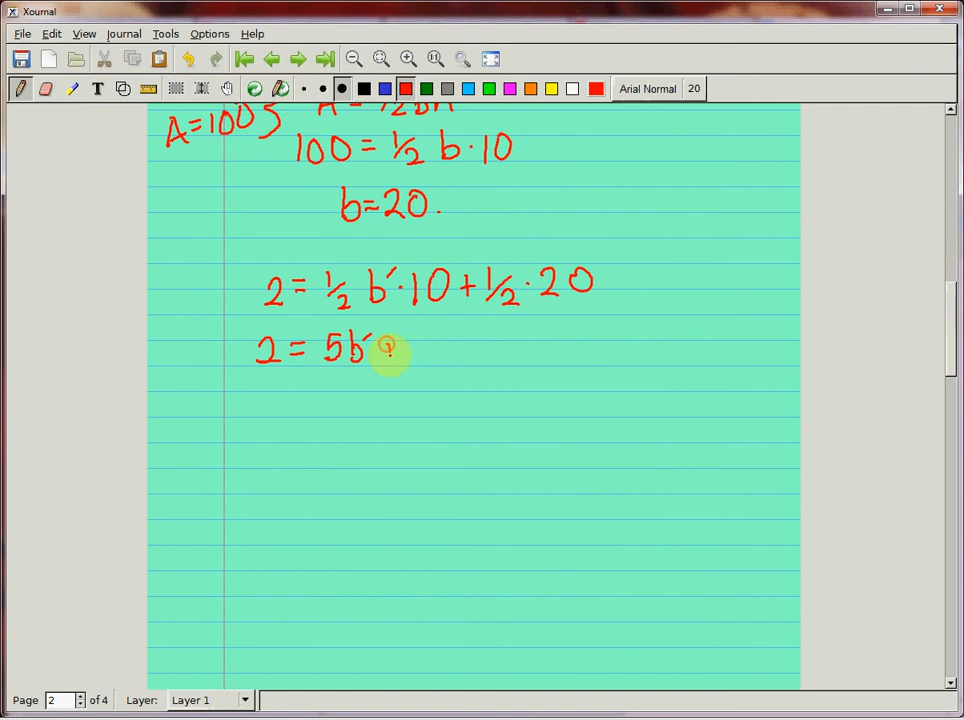 Xournal
File Edit View Journal Tools Options Help
T Arial Normal 20
A=100
100 = 1/2 b · 10
b=20.
2 = 1/2 b′ · 10 + 1/2 · 20
2 = 5b′
Page 2 of 4 Layer: Layer 1